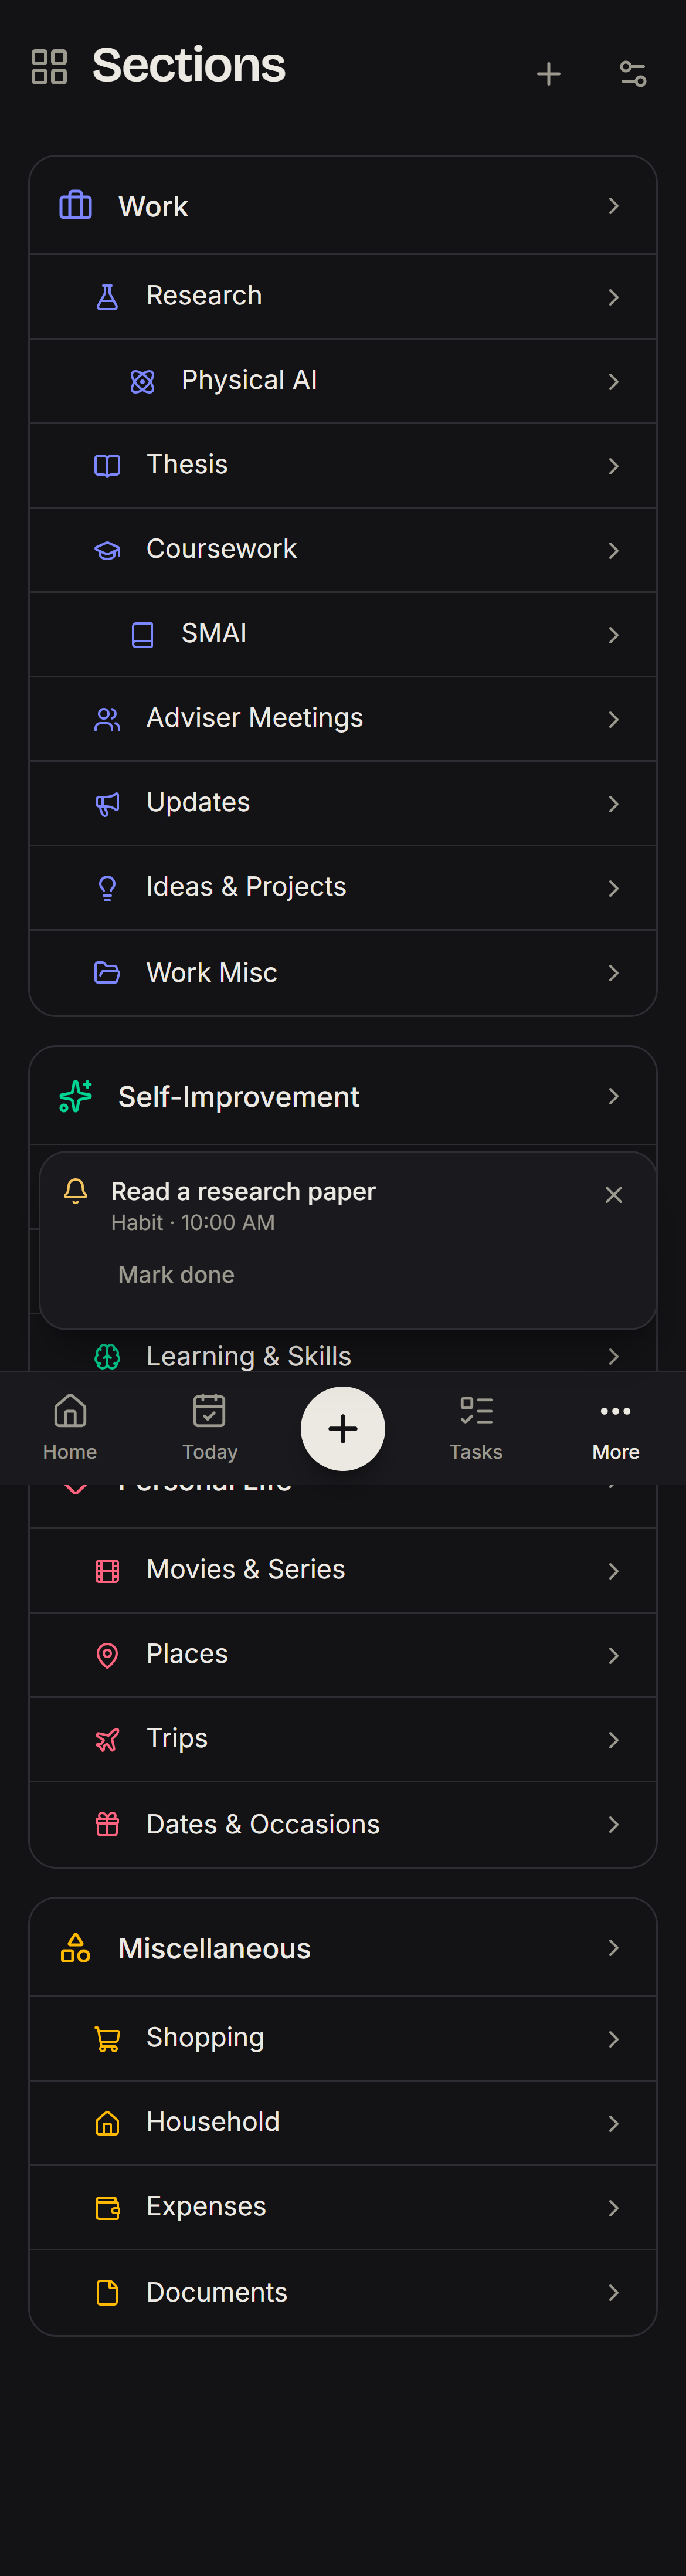 Sections
Work
Research
Physical AI
Thesis
Coursework
SMAI
Adviser Meetings
Updates
Ideas & Projects
Work Misc
Self-Improvement
Read a research paper
Habit · 10:00 AM
Mark done
Learning & Skills
Home
Today
Tasks
More
Personal Life
Movies & Series
Places
Trips
Dates & Occasions
Miscellaneous
Shopping
Household
Expenses
Documents